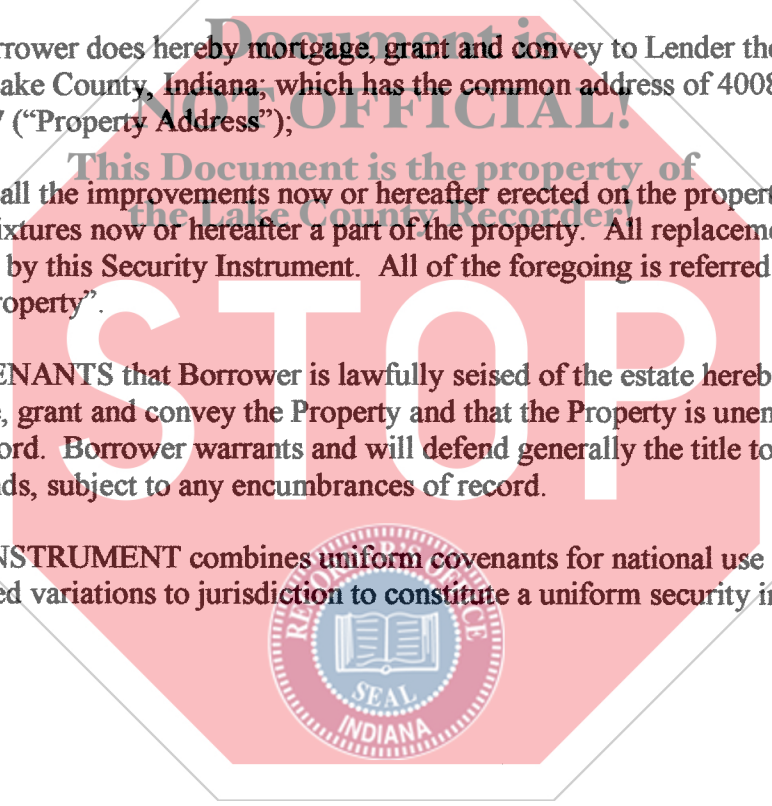 Document is
rrower does hereby mortgage, grant and convey to Lender the
ake County, Indiana; which has the common address of 4008
NOT OFFICIAL!
("Property Address");
This Document is the property of
all the improvements now or hereafter erected on the propert
the Lake County Recorder!
ixtures now or hereafter a part of the property. All replaceme
by this Security Instrument. All of the foregoing is referred
roperty".
STOP
ENANTS that Borrower is lawfully seised of the estate hereb
, grant and convey the Property and that the Property is unen
ord. Borrower warrants and will defend generally the title to
ds, subject to any encumbrances of record.
NSTRUMENT combines uniform covenants for national use
ed variations to jurisdiction to constitute a uniform security i
RECORDER'S OFFICE
SEAL
INDIANA